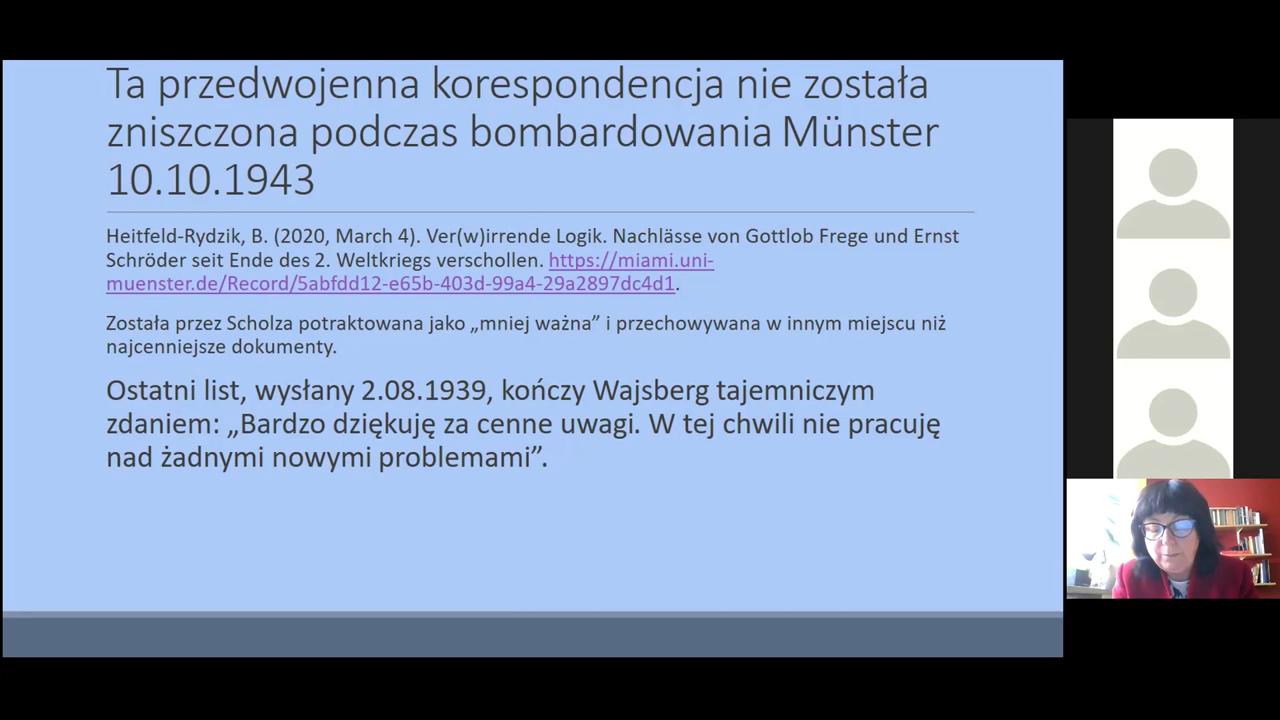 Ta przedwojenna korespondencja nie została
zniszczona podczas bombardowania Münster
10.10.1943
Heitfeld-Rydzik, B. (2020, March 4). Ver(w)irrende Logik. Nachlässe von Gottlob Frege und Ernst
Schröder seit Ende des 2. Weltkriegs verschollen. https://miami.uni-
muenster.de/Record/5abfdd12-e65b-403d-99a4-29a2897dc4d1.
Została przez Scholza potraktowana jako „mniej ważna” i przechowywana w innym miejscu niż
najcenniejsze dokumenty.
Ostatni list, wysłany 2.08.1939, kończy Wajsberg tajemniczym
zdaniem: „Bardzo dziękuję za cenne uwagi. W tej chwili nie pracuję
nad żadnymi nowymi problemami”.